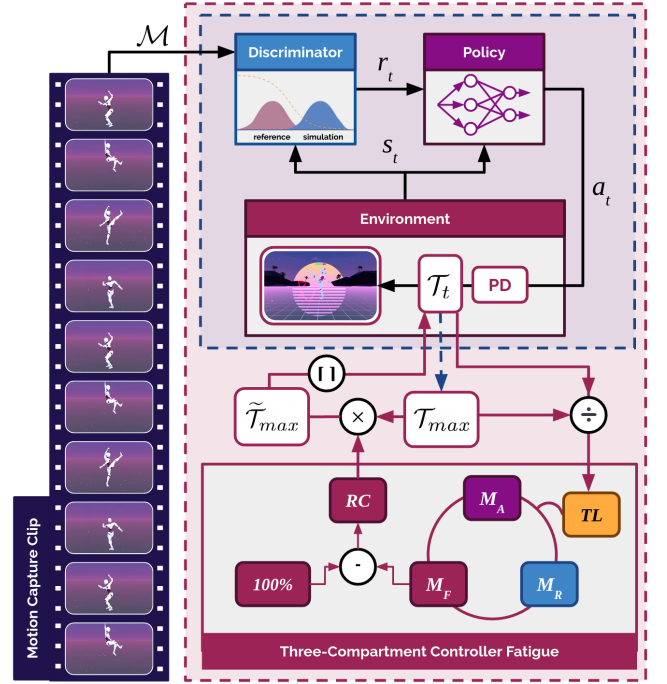 ℳ
Discriminator
reference simulation
r_t
Policy
s_t
a_t
Environment
𝒯_t
PD
⌈ ⌉
𝒯̃_max
×
𝒯_max
÷
RC
M_A
TL
100%
-
M_F
M_R
Three-Compartment Controller Fatigue
Motion Capture Clip